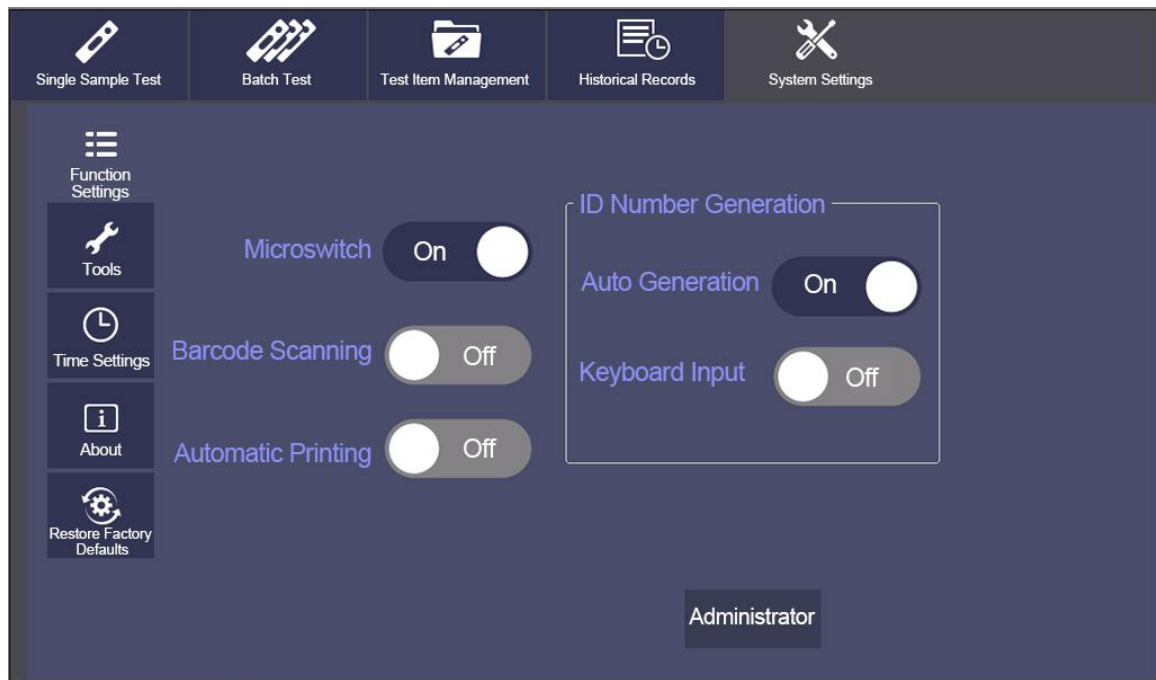 Single Sample Test
Batch Test
Test Item Management
Historical Records
System Settings
Function
Settings
Tools
Time Settings
About
Restore Factory
Defaults
Microswitch
On
Barcode Scanning
Off
Automatic Printing
Off
ID Number Generation
Auto Generation
On
Keyboard Input
Off
Administrator